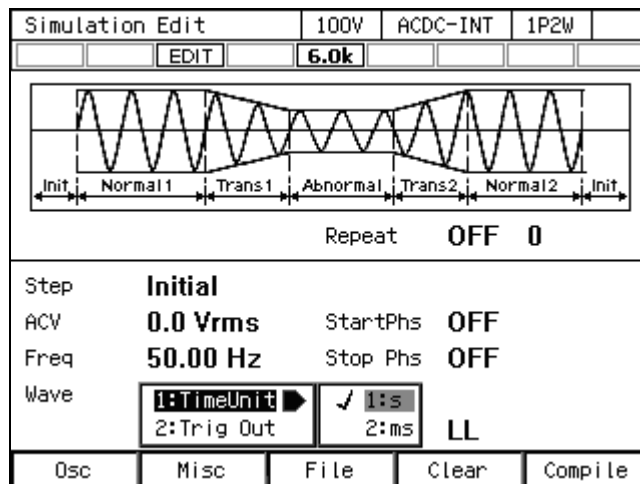 Simulation Edit 100V ACDC-INT 1P2W
EDIT 6.0k
Init Normal1 Trans1 Abnormal Trans2 Normal2 Init
Repeat OFF 0
Step Initial
ACV 0.0 Vrms StartPhs OFF
Freq 50.00 Hz Stop Phs OFF
Wave 1:TimeUnit ✓ 1:s
2:Trig Out 2:ms LL
Osc Misc File Clear Compile